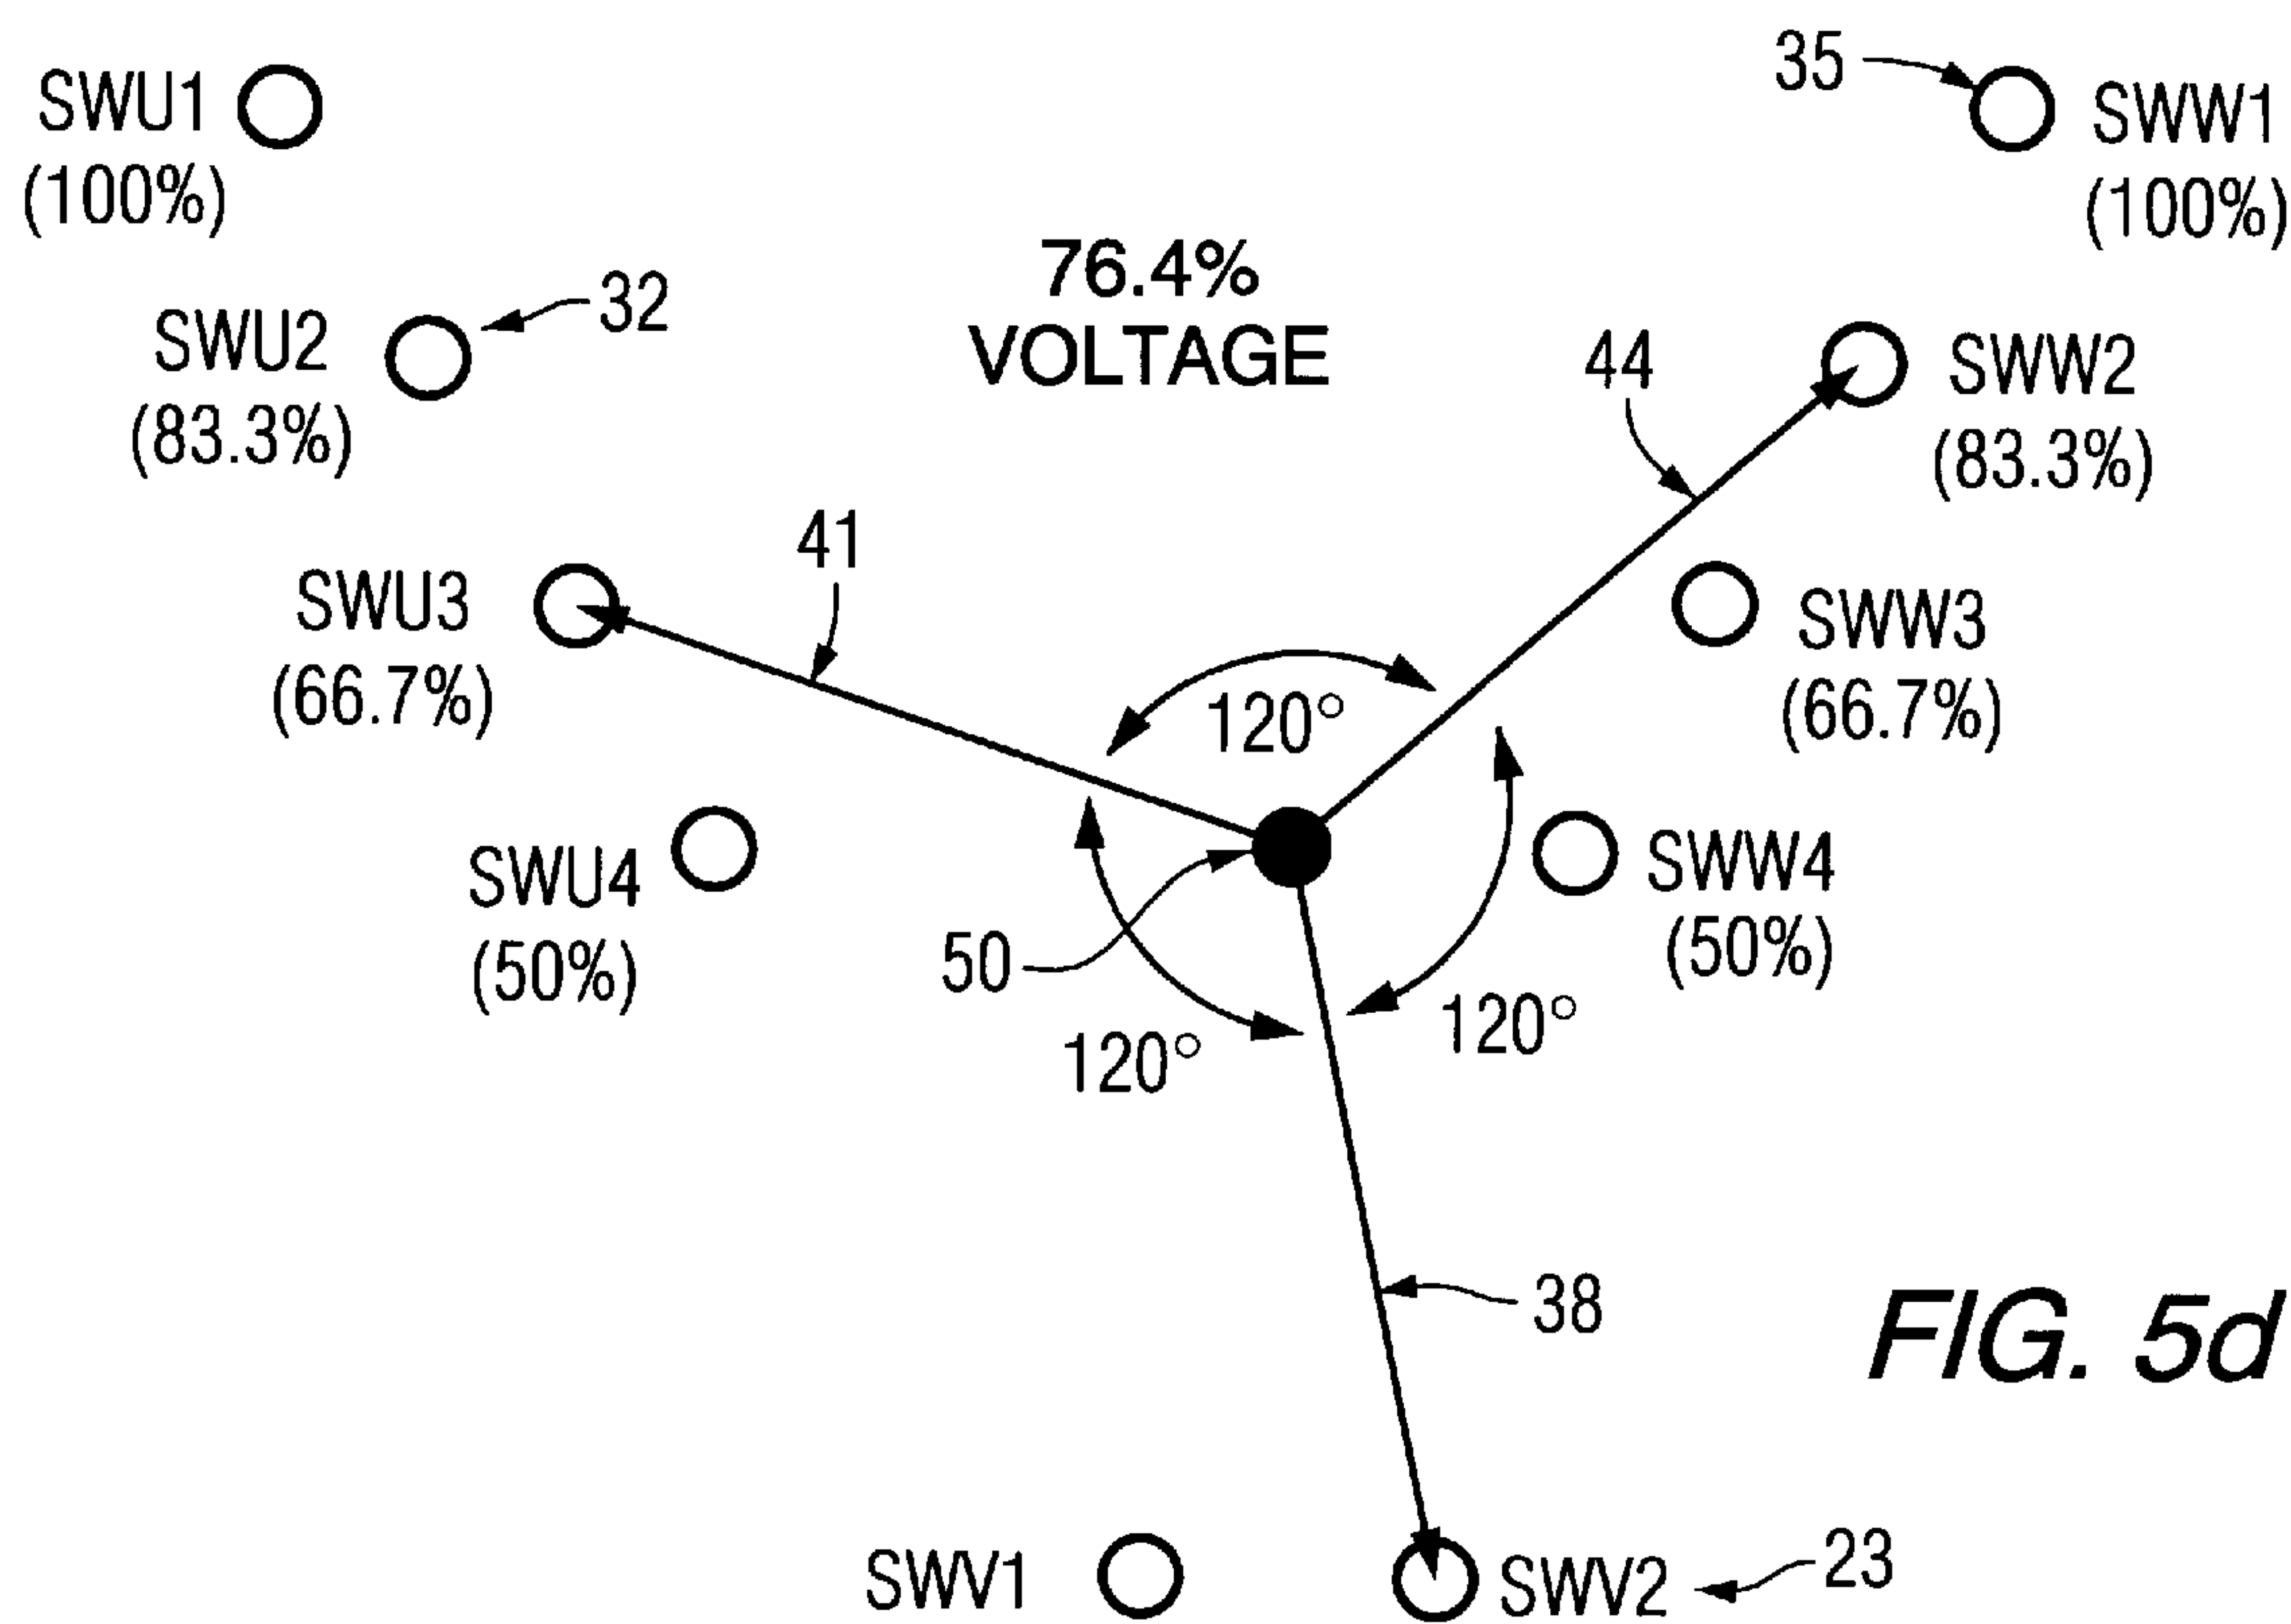 SWU1
(100%)
35
SWW1
(100%)
76.4%
VOLTAGE
SWU2
(83.3%)
32
44
SWW2
(83.3%)
SWU3
(66.7%)
41
SWW3
(66.7%)
120°
SWU4
(50%)
50
SWW4
(50%)
120°
120°
38
FIG. 5d
SWV1
SWV2
23